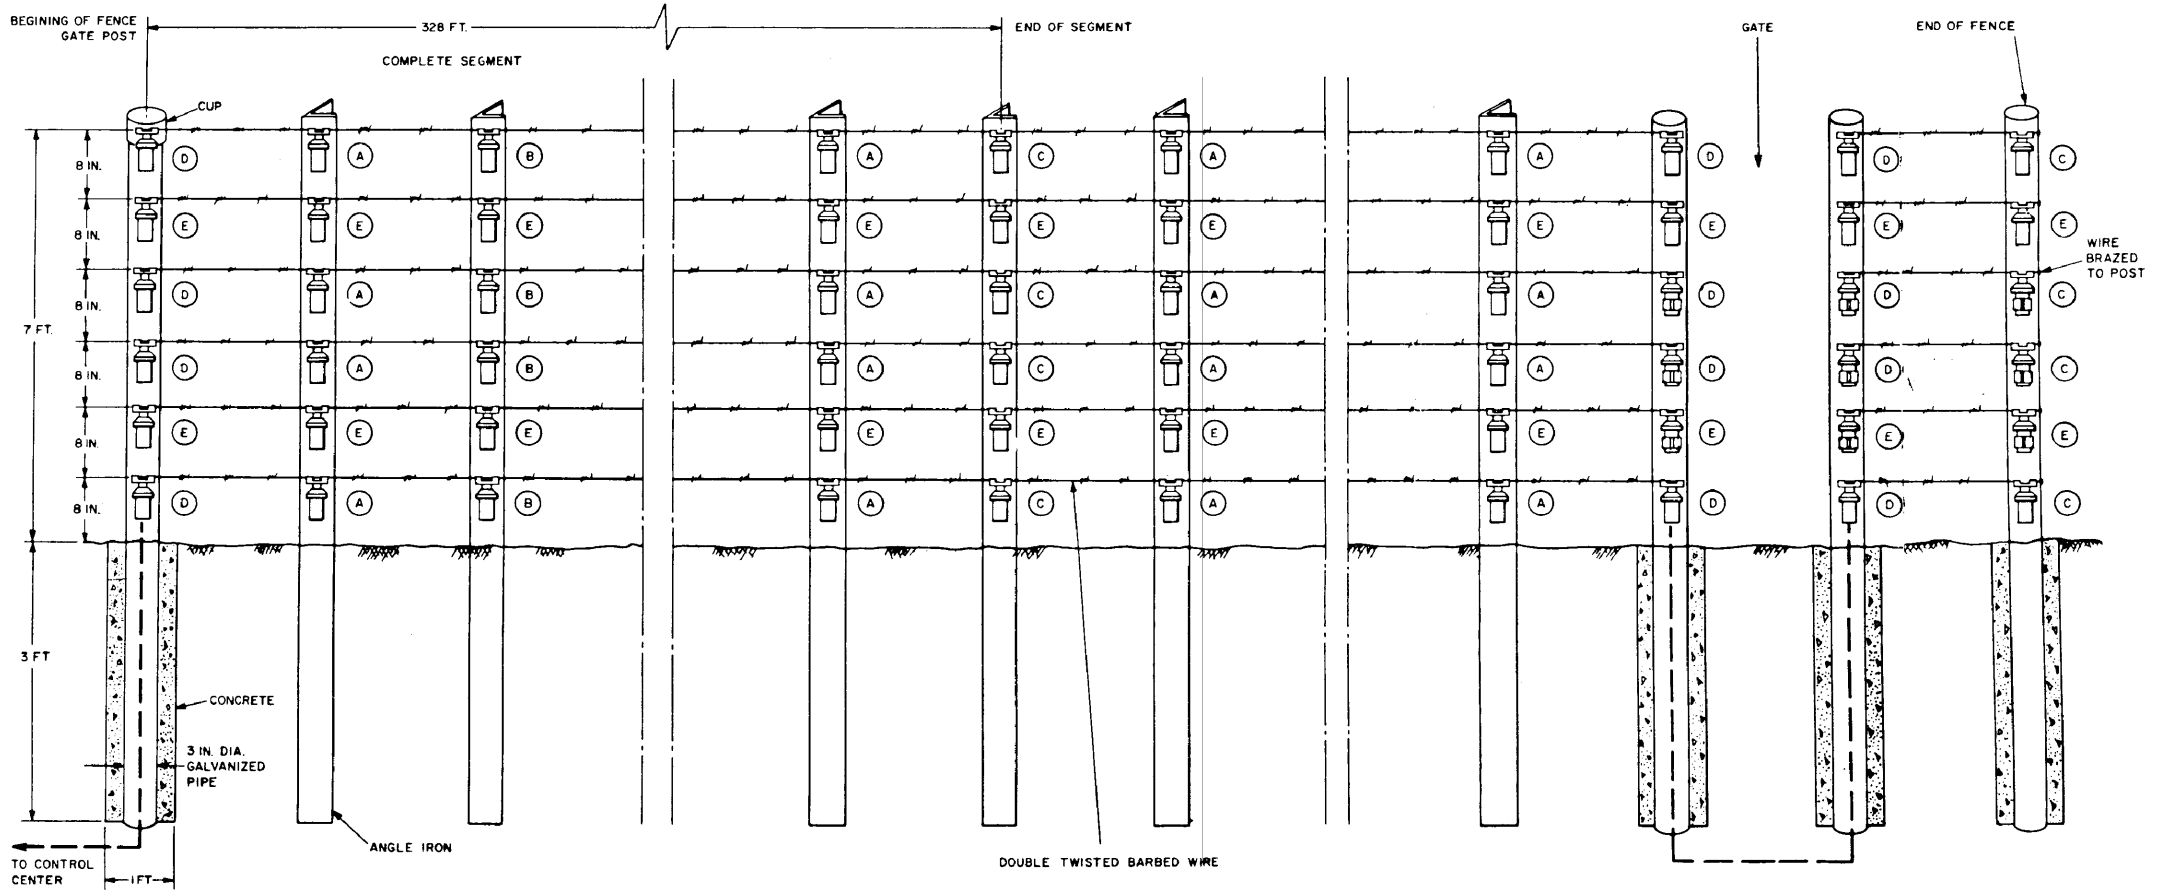 BEGINING OF FENCE
GATE POST
328 FT.
END OF SEGMENT
GATE
END OF FENCE
COMPLETE SEGMENT
CUP
8 IN.
D
A
B
A
C
A
A
D
D
C
8 IN.
E
E
E
E
E
E
E
E
E
E
WIRE
BRAZED
TO POST
8 IN.
D
A
B
A
C
A
A
D
D
C
7 FT.
8 IN.
D
A
B
A
C
A
A
D
D
C
8 IN.
E
E
E
E
E
E
E
E
E
E
8 IN.
D
A
B
A
C
A
A
D
D
C
3 FT
CONCRETE
3 IN. DIA.
GALVANIZED
PIPE
ANGLE IRON
DOUBLE TWISTED BARBED WIRE
TO CONTROL
CENTER
1 FT